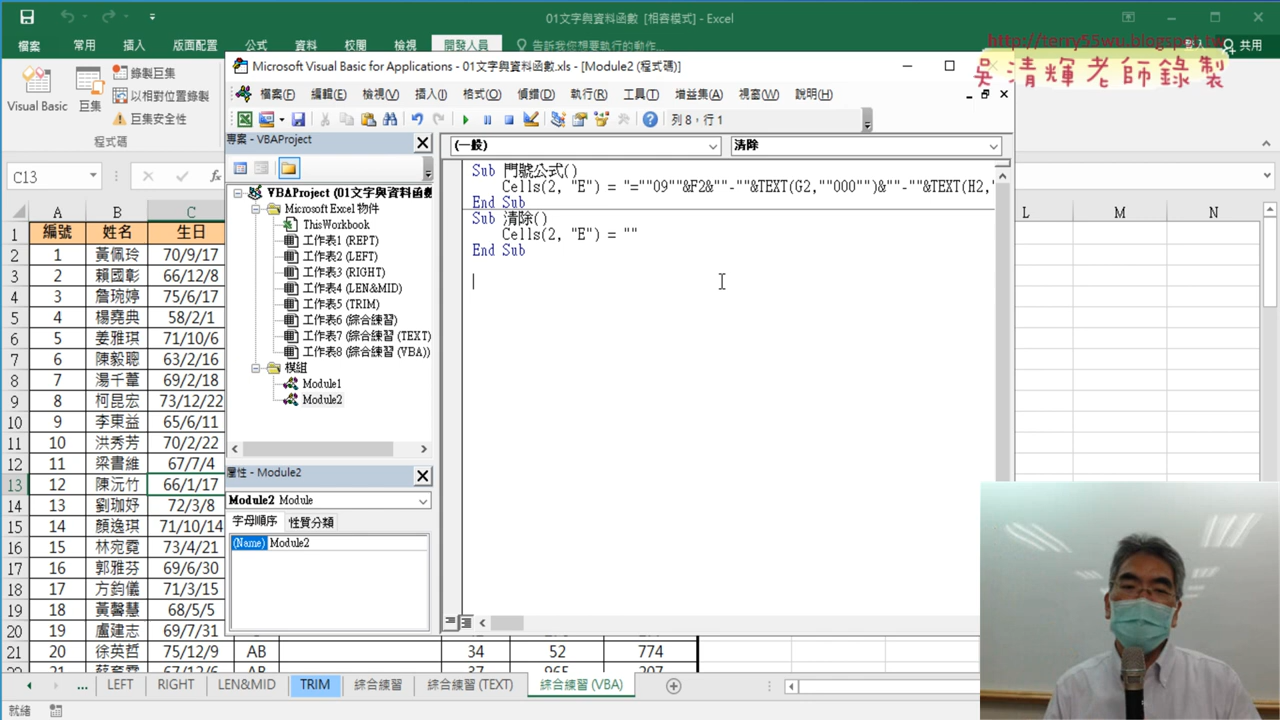 01文字與資料函數 [相容模式] - Excel
檔案 常用 插入 版面配置 公式 資料 校閱 檢視 開發人員 告訴我您想要執行的動作... 登入 共用
http://terry55wu.blogspot.tw
吳清輝老師錄製
Visual Basic 巨集 錄製巨集
以相對位置錄製
巨集安全性
程式碼
C13
Microsoft Visual Basic for Applications - 01文字與資料函數.xls - [Module2 (程式碼)]
檔案(F) 編輯(E) 檢視(V) 插入(I) 格式(O) 偵錯(D) 執行(R) 工具(T) 增益集(A) 視窗(W) 說明(H)
列 8，行 1
專案 - VBAProject
VBAProject (01文字與資料函數
Microsoft Excel 物件
ThisWorkbook
工作表1 (REPT)
工作表2 (LEFT)
工作表3 (RIGHT)
工作表4 (LEN&MID)
工作表5 (TRIM)
工作表6 (綜合練習)
工作表7 (綜合練習 (TEXT)
工作表8 (綜合練習 (VBA))
模組
Module1
Module2
屬性 - Module2
Module2 Module
字母順序 性質分類
(Name) Module2
(一般) 清除
Sub 門號公式()
Cells(2, "E") = "=""09""&F2&""-""&TEXT(G2,""000"")&""-""&TEXT(H2,"
End Sub
Sub 清除()
Cells(2, "E") = ""
End Sub
A B C L M N
1 編號 姓名 生日
2 1 黃佩玲 70/9/17
3 2 賴國彰 66/12/8
4 3 詹琬婷 75/6/17
5 4 楊堯典 58/2/1
6 5 姜雅琪 71/10/6
7 6 陳毅聰 63/2/16
8 7 湯千葦 69/2/18
9 8 柯昆宏 73/12/22
10 9 李東益 65/6/11
11 10 洪秀芳 70/2/22
12 11 梁書維 67/7/4
13 12 陳沅竹 66/1/17
14 13 劉珈妤 72/3/8
15 14 顏逸琪 71/10/14
16 15 林宛霓 73/4/21
17 16 郭雅芬 69/6/30
18 17 方鈞儀 71/3/15
19 18 黃馨慧 68/5/5
20 19 盧建志 69/7/31
21 20 徐英哲 75/12/9 AB 34 52 774
... LEFT RIGHT LEN&MID TRIM 綜合練習 綜合練習 (TEXT) 綜合練習 (VBA)
就緒